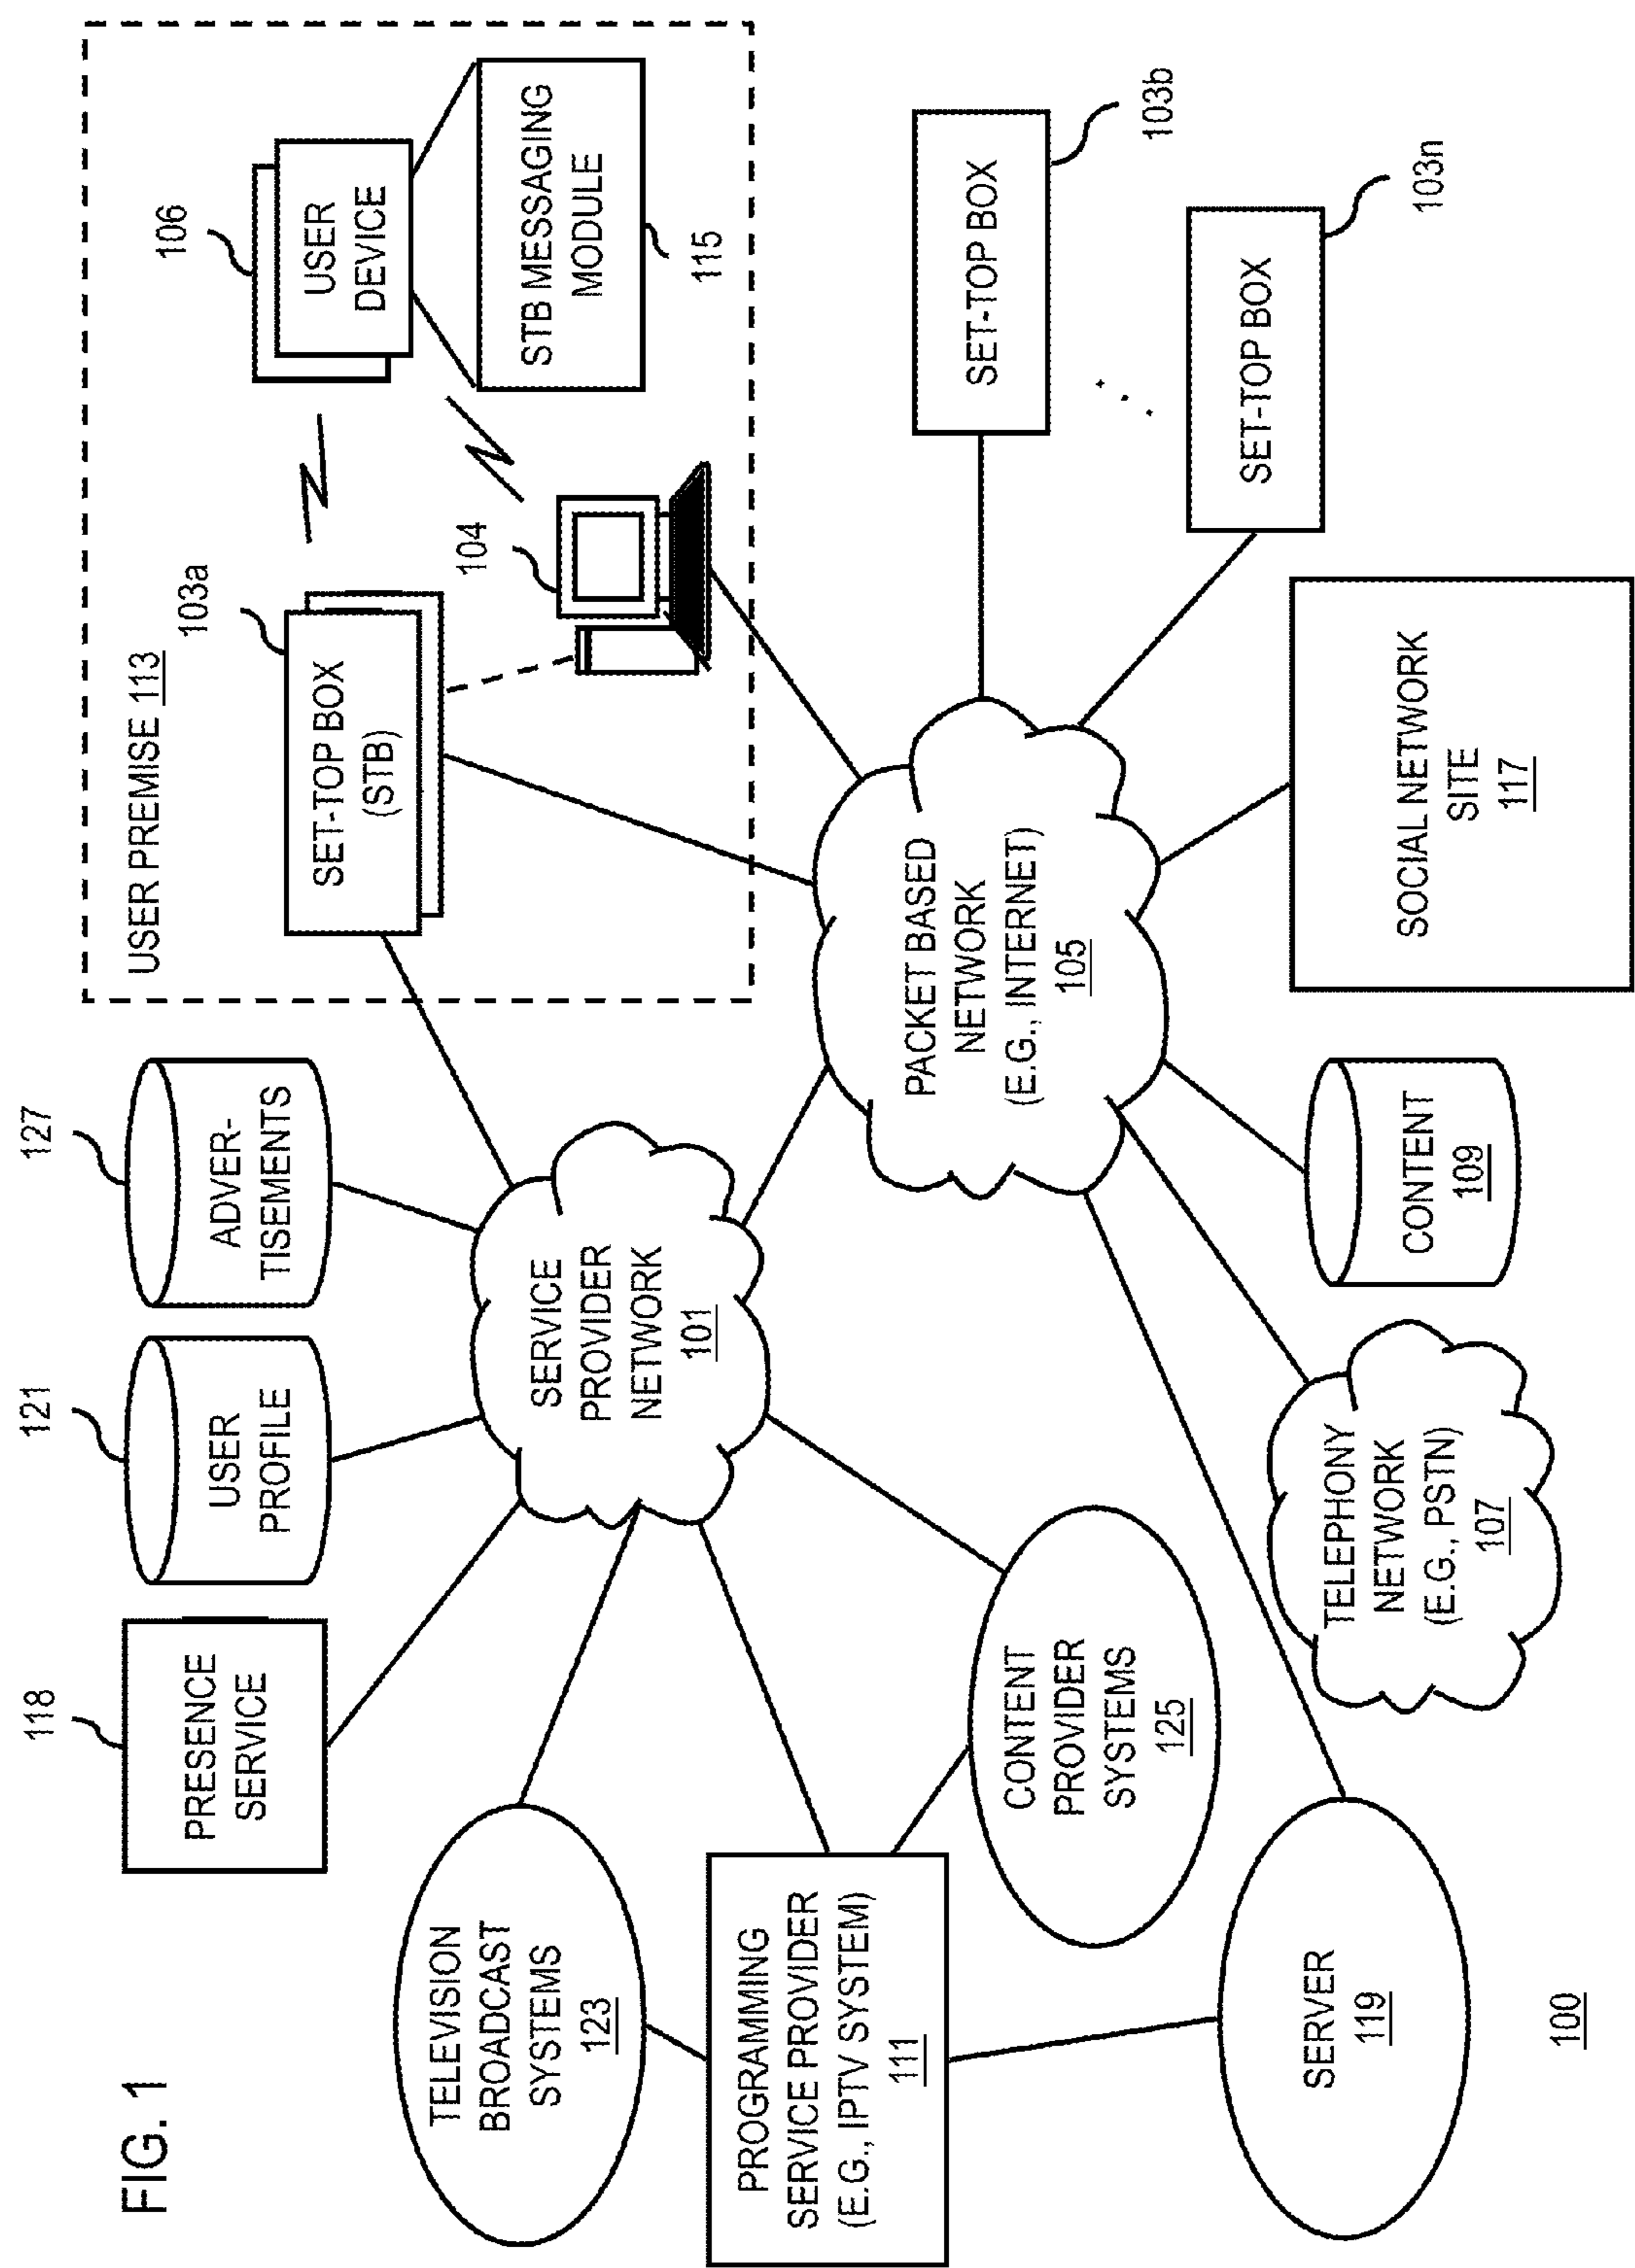 FIG. 1
118
PRESENCE
SERVICE
121
USER
PROFILE
127
ADVER-
TISEMENTS
USER PREMISE 113
103a
SET-TOP BOX
(STB)
106
USER
DEVICE
104
STB MESSAGING
MODULE
115
TELEVISION
BROADCAST
SYSTEMS
123
SERVICE
PROVIDER
NETWORK
101
PROGRAMMING
SERVICE PROVIDER
(E.G., IPTV SYSTEM)
111
CONTENT
PROVIDER
SYSTEMS
125
PACKET BASED
NETWORK
(E.G., INTERNET)
105
SET-TOP BOX
103b
SET-TOP BOX
103n
SERVER
119
TELEPHONY
NETWORK
(E.G., PSTN)
107
CONTENT
109
SOCIAL NETWORK
SITE
117
100